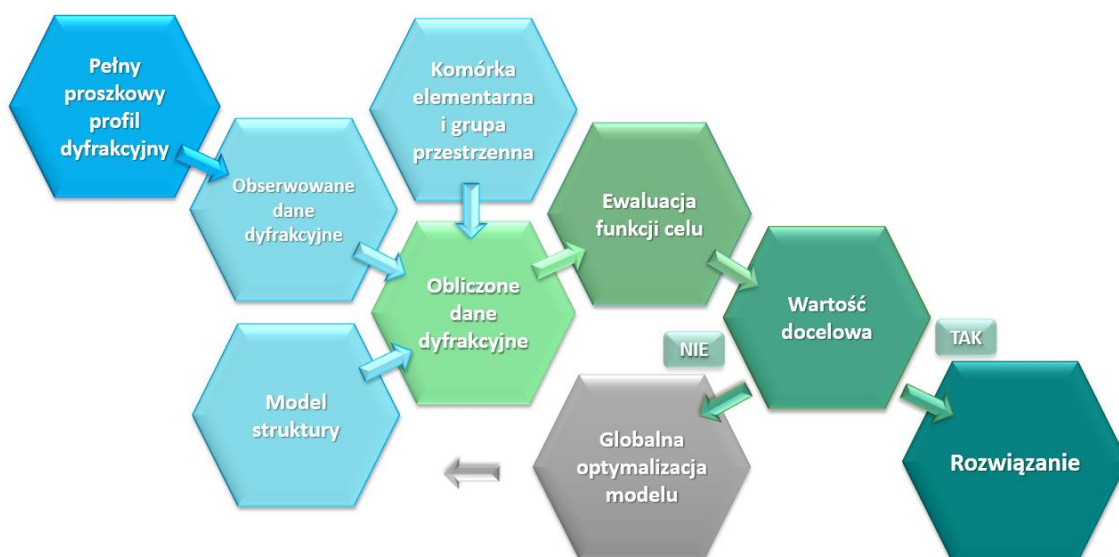 Pełny
proszkowy
profil
dyfrakcyjny
Komórka
elementarna
i grupa
przestrzenna
Obserwowane
dane
dyfrakcyjne
Ewaluacja
funkcji celu
Obliczone
dane
dyfrakcyjne
Wartość
docelowa
NIE
TAK
Model
struktury
Globalna
optymalizacja
modelu
Rozwiązanie